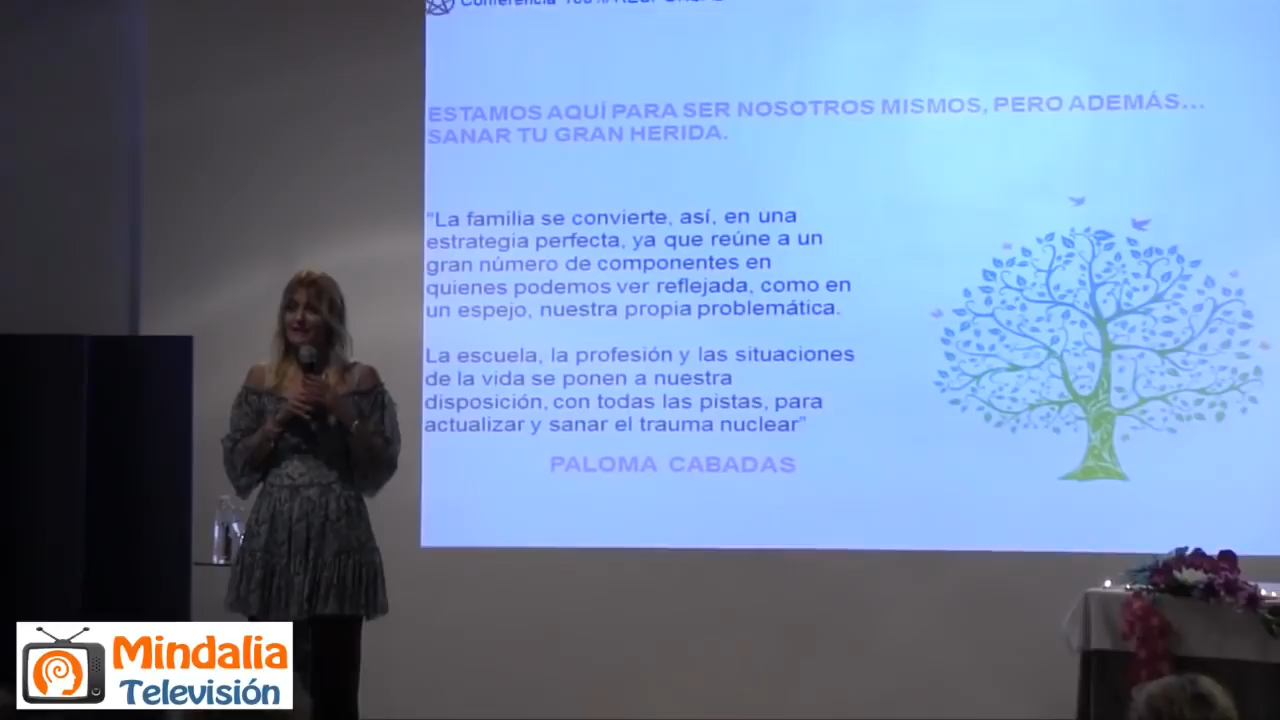 Conferencia
ESTAMOS AQUÍ PARA SER NOSOTROS MISMOS, PERO ADEMÁS...
SANAR TU GRAN HERIDA.
"La familia se convierte, así, en una
estrategia perfecta, ya que reúne a un
gran número de componentes en
quienes podemos ver reflejada, como en
un espejo, nuestra propia problemática.
La escuela, la profesión y las situaciones
de la vida se ponen a nuestra
disposición, con todas las pistas, para
actualizar y sanar el trauma nuclear"
PALOMA CABADAS
Mindalia
Televisión